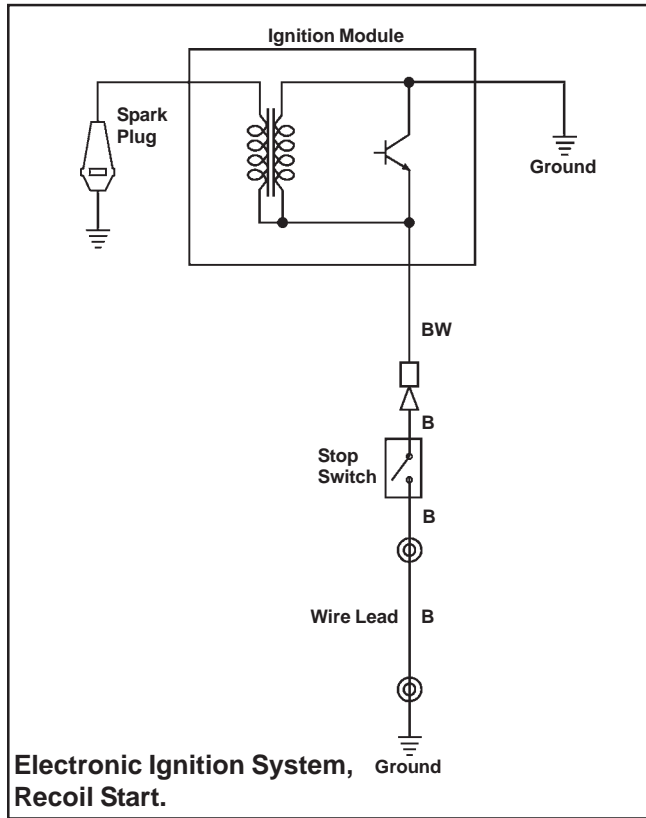 Ignition Module
Spark
Plug
Ground
BW
B
Stop
Switch
B
Wire Lead
B
Ground
Electronic Ignition System,
Recoil Start.